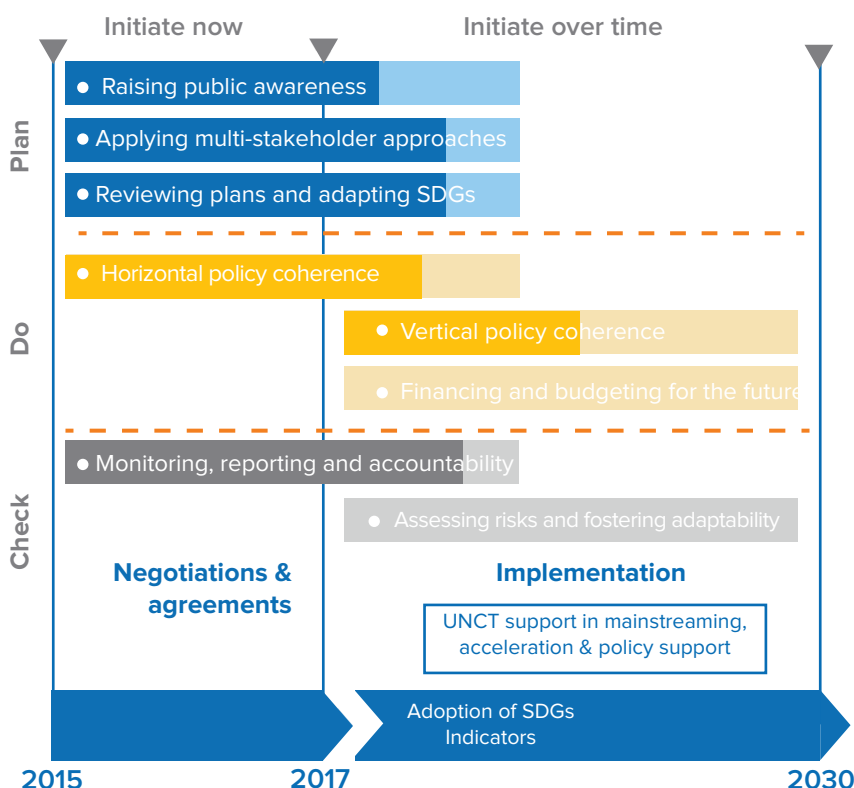 Initiate now
Initiate over time
Plan
Raising public awareness
Applying multi-stakeholder approaches
Reviewing plans and adapting SDGs
Do
Horizontal policy coherence
Vertical policy coherence
Financing and budgeting for the future
Check
Monitoring, reporting and accountability
Assessing risks and fostering adaptability
Negotiations &
agreements
Implementation
UNCT support in mainstreaming,
acceleration & policy support
Adoption of SDGs
Indicators
2015
2017
2030